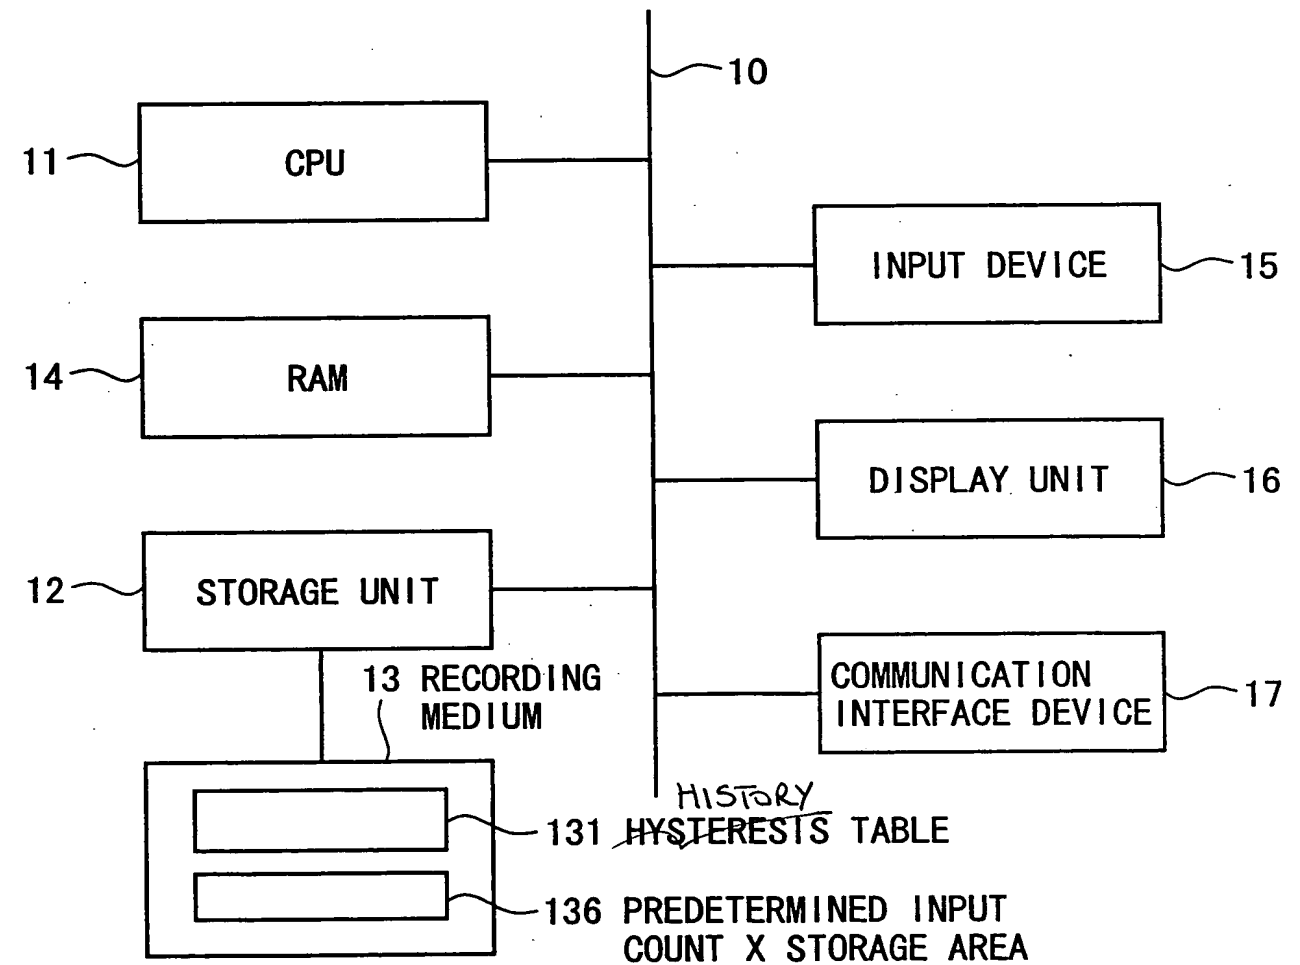 10
11
CPU
INPUT DEVICE
15
14
RAM
DISPLAY UNIT
16
12
STORAGE UNIT
13 RECORDING
MEDIUM
COMMUNICATION
INTERFACE DEVICE
17
HISTORY
131 HYSTERESIS TABLE
136 PREDETERMINED INPUT
COUNT X STORAGE AREA